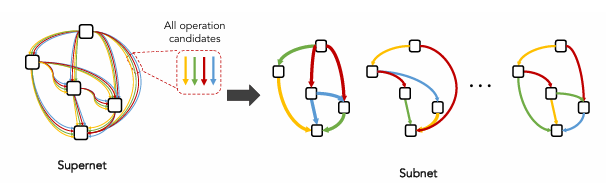 All operation
candidates
Supernet
Subnet